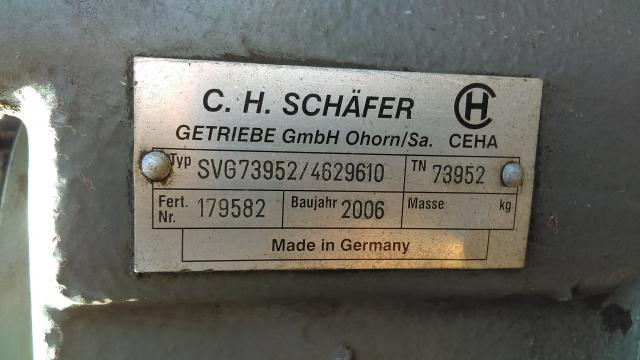 C. H. SCHÄFER
CH
GETRIEBE GmbH Ohorn/Sa. CEHA
Typ SVG73952/4629610 TN 73952
Fert. Nr. 179582 Baujahr 2006 Masse kg
Made in Germany